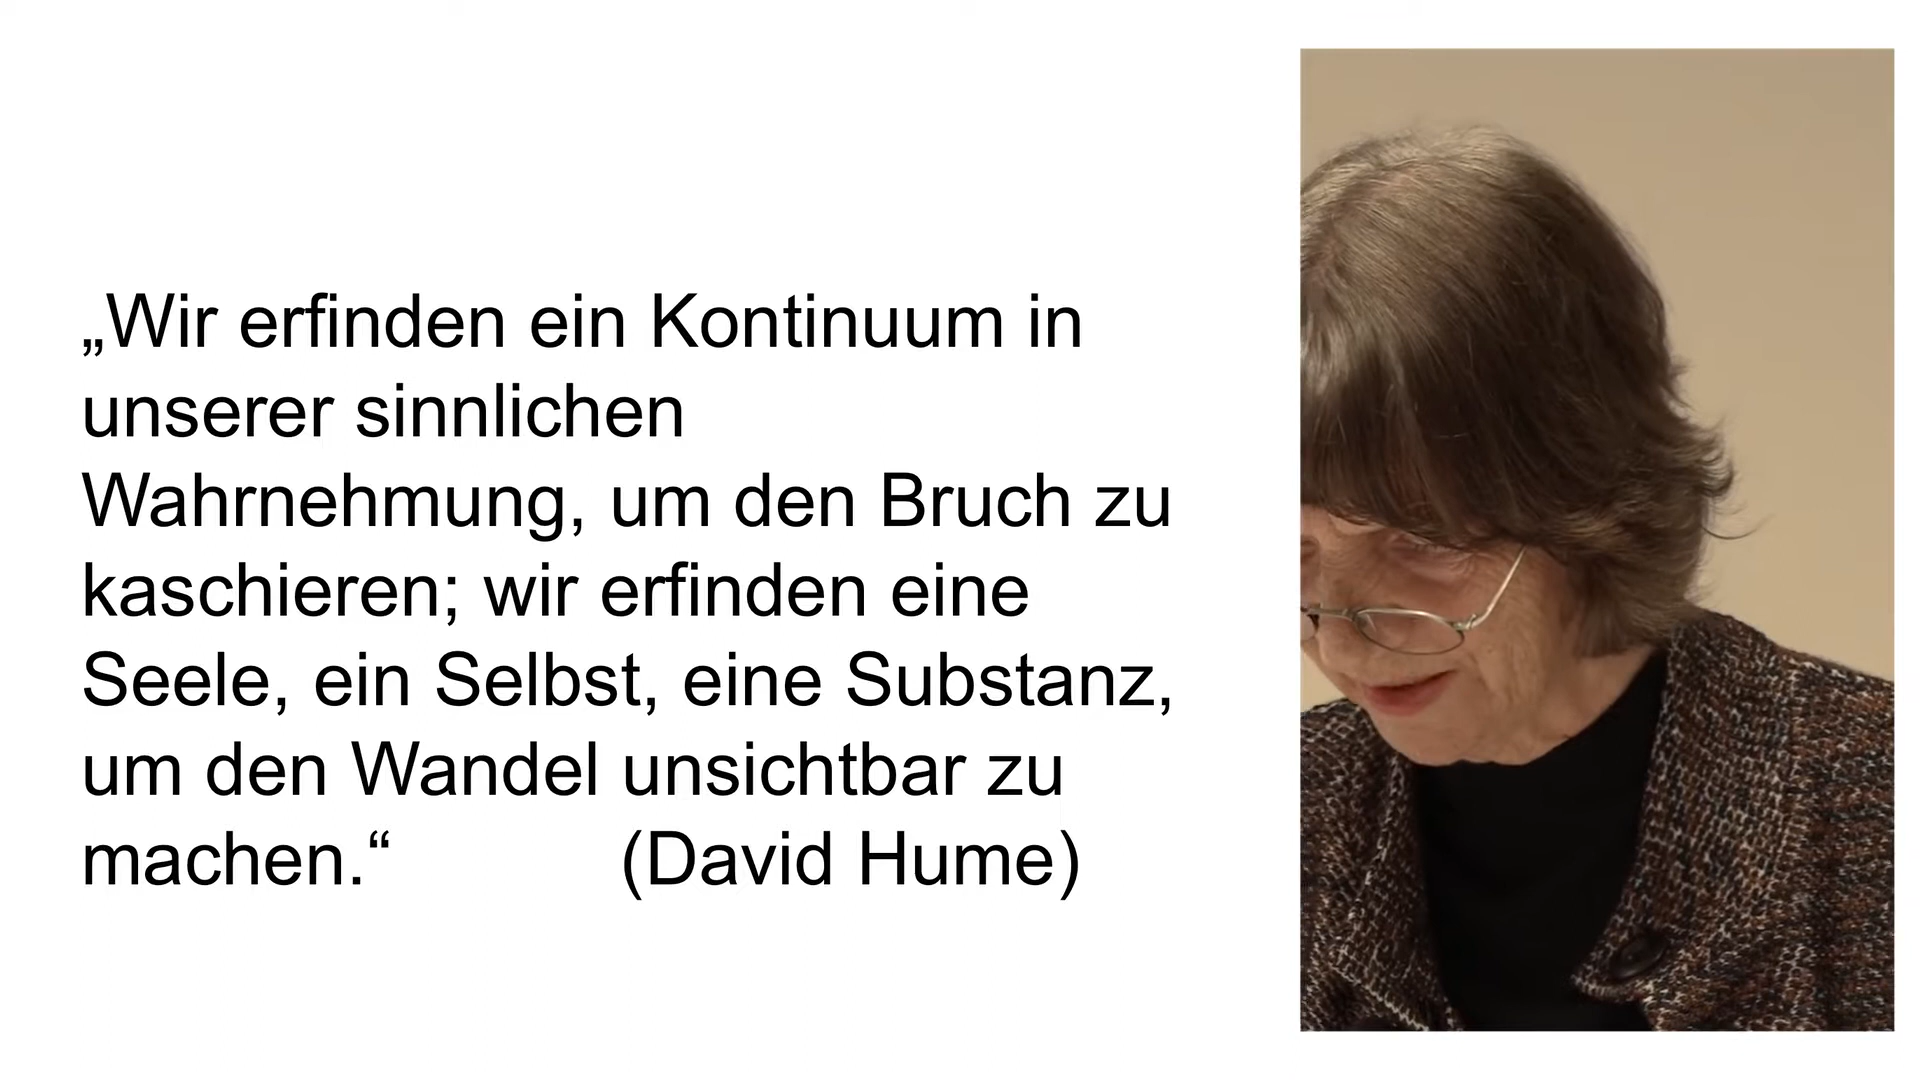 „Wir erfinden ein Kontinuum in
unserer sinnlichen
Wahrnehmung, um den Bruch zu
kaschieren; wir erfinden eine
Seele, ein Selbst, eine Substanz,
um den Wandel unsichtbar zu
machen.“ (David Hume)